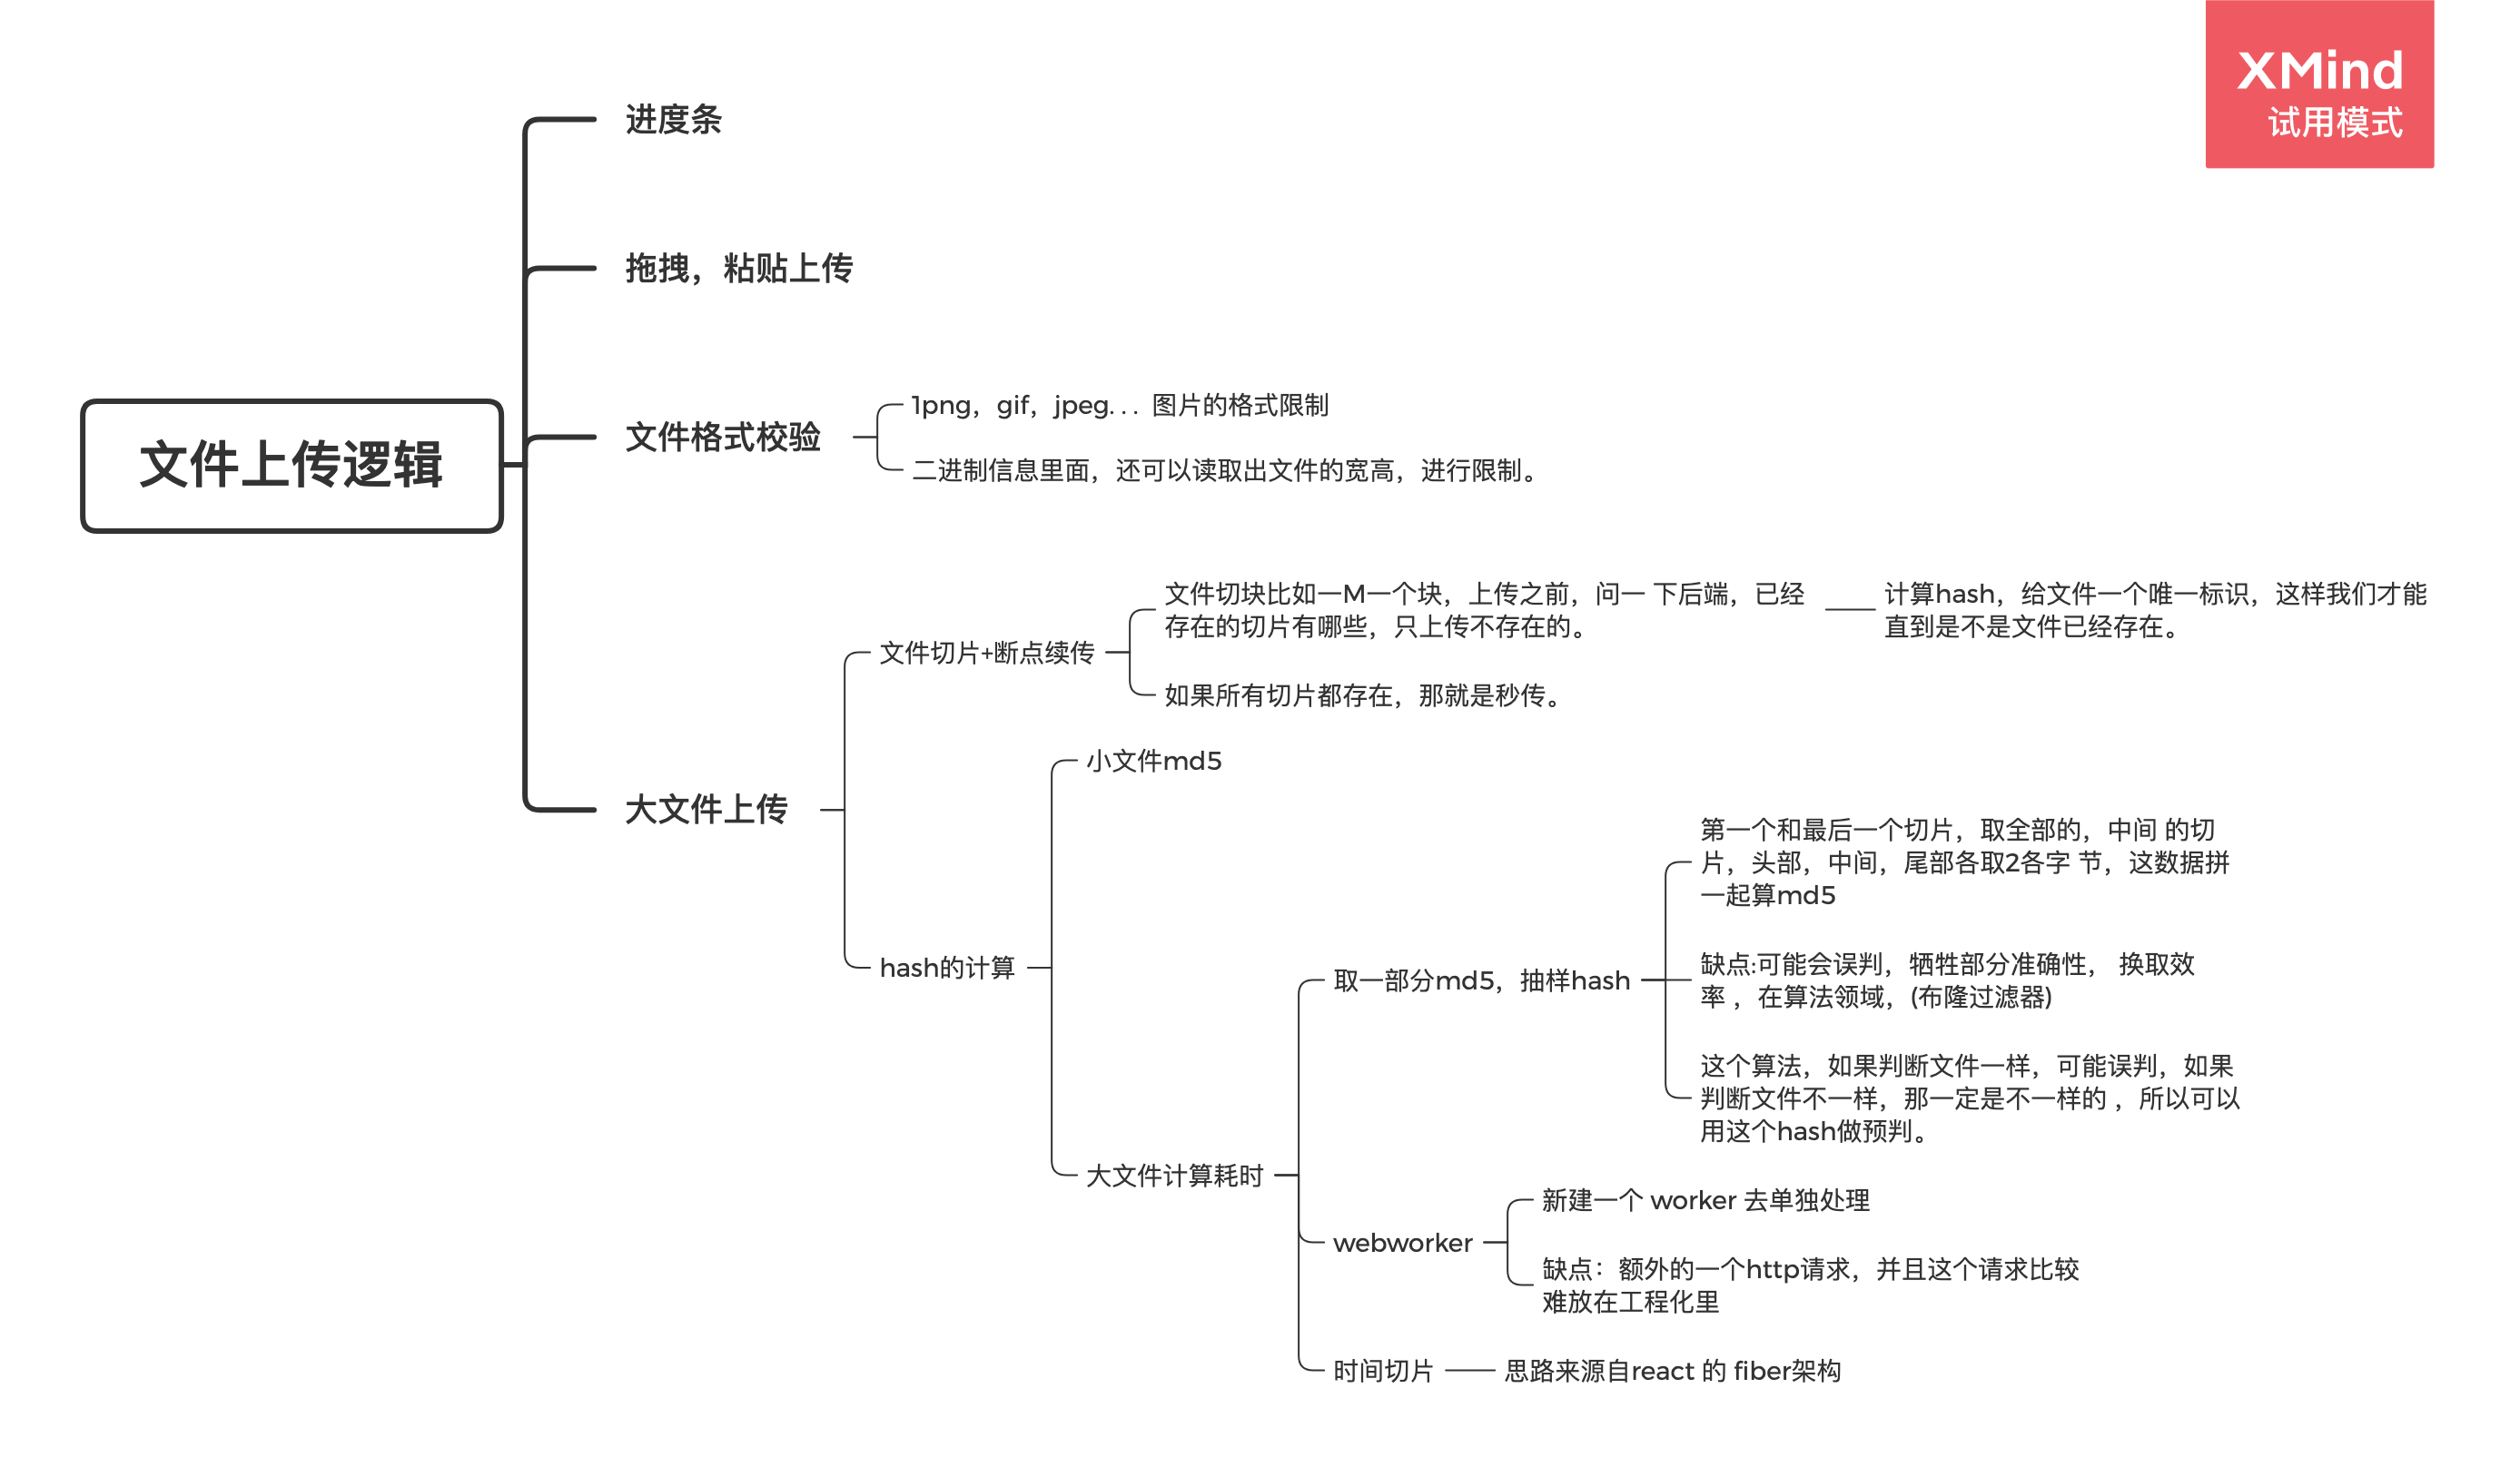 XMind
试用模式
文件上传逻辑
进度条
拖拽，粘贴上传
文件格式校验
1png，gif，jpeg... 图片的格式限制
二进制信息里面，还可以读取出文件的宽高，进行限制。
大文件上传
文件切片+断点续传
文件切块比如一M一个块，上传之前，问一 下后端，已经
存在的切片有哪些，只上传不存在的。
计算hash，给文件一个唯一标识，这样我们才能
直到是不是文件已经存在。
如果所有切片都存在，那就是秒传。
hash的计算
小文件md5
大文件计算耗时
取一部分md5，抽样hash
第一个和最后一个切片，取全部的，中间 的切
片，头部，中间，尾部各取2各字 节，这数据拼
一起算md5
缺点:可能会误判，牺牲部分准确性， 换取效
率 ，在算法领域，(布隆过滤器)
这个算法，如果判断文件一样，可能误判，如果
判断文件不一样，那一定是不一样的 ，所以可以
用这个hash做预判。
webworker
新建一个 worker 去单独处理
缺点：额外的一个http请求，并且这个请求比较
难放在工程化里
时间切片
思路来源自react 的 fiber架构